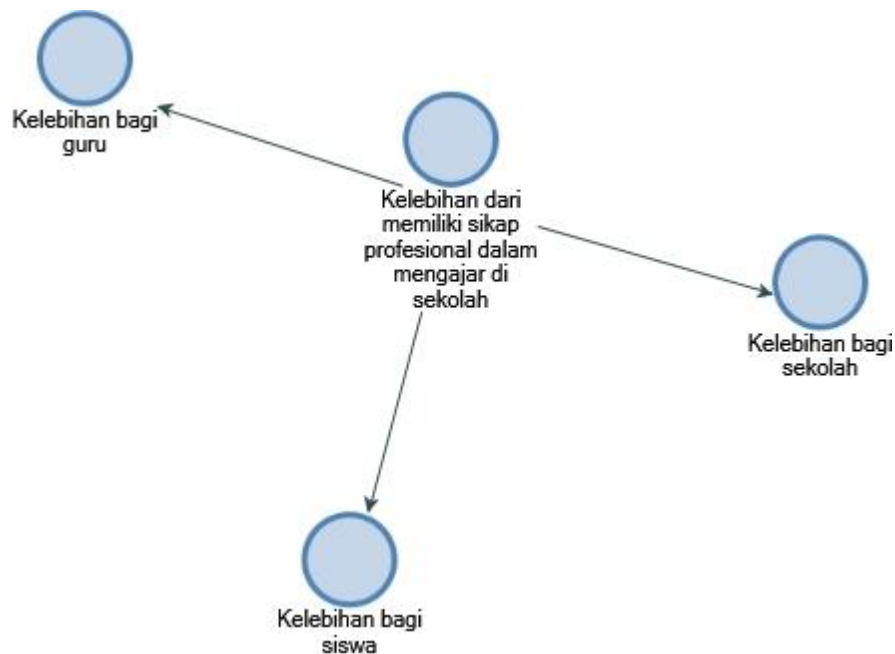 Kelebihan bagi
guru
Kelebihan dari
memiliki sikap
profesional dalam
mengajar di
sekolah
Kelebihan bagi
sekolah
Kelebihan bagi
siswa